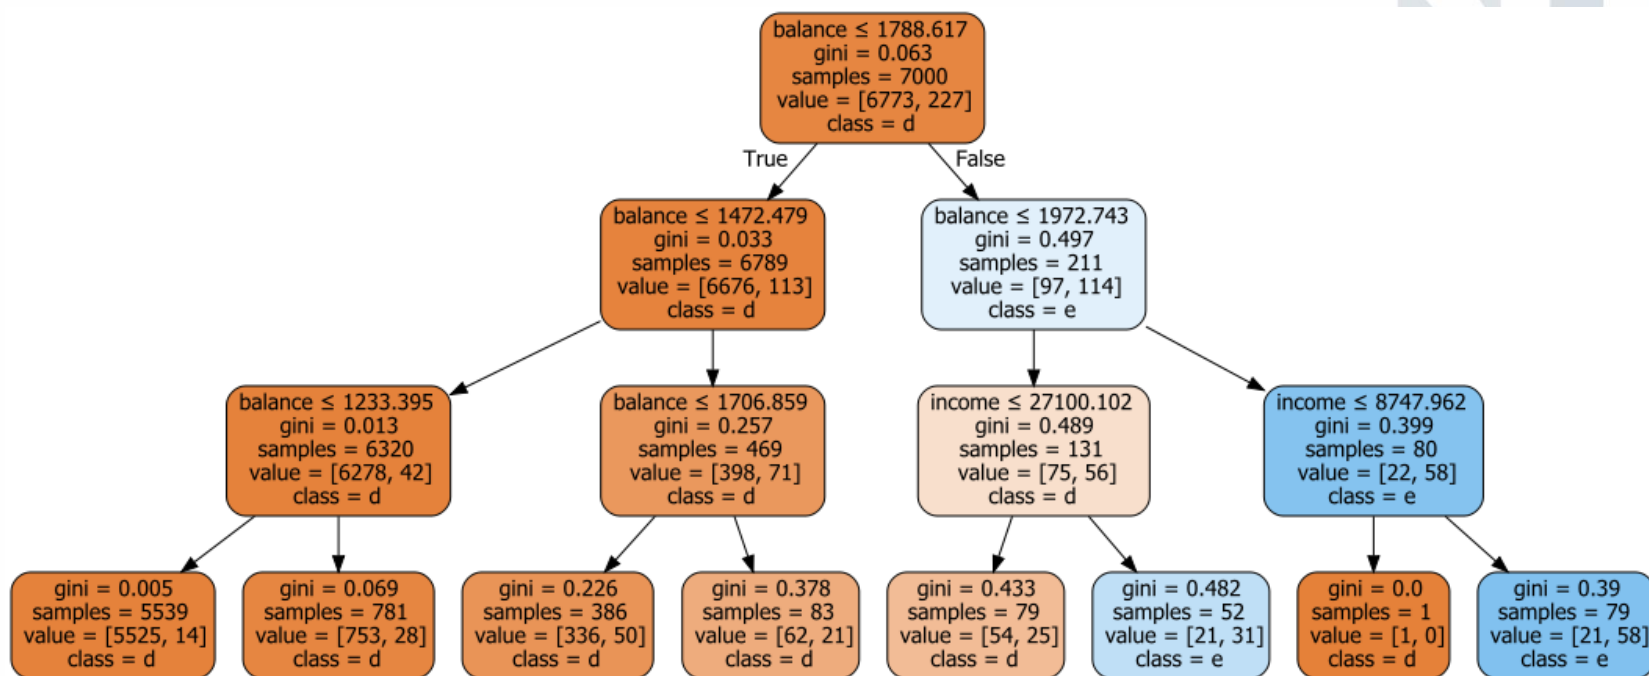 balance ≤ 1788.617
gini = 0.063
samples = 7000
value = [6773, 227]
class = d
True
False
balance ≤ 1472.479
gini = 0.033
samples = 6789
value = [6676, 113]
class = d
balance ≤ 1972.743
gini = 0.497
samples = 211
value = [97, 114]
class = e
balance ≤ 1233.395
gini = 0.013
samples = 6320
value = [6278, 42]
class = d
balance ≤ 1706.859
gini = 0.257
samples = 469
value = [398, 71]
class = d
income ≤ 27100.102
gini = 0.489
samples = 131
value = [75, 56]
class = d
income ≤ 8747.962
gini = 0.399
samples = 80
value = [22, 58]
class = e
gini = 0.005
samples = 5539
value = [5525, 14]
class = d
gini = 0.069
samples = 781
value = [753, 28]
class = d
gini = 0.226
samples = 386
value = [336, 50]
class = d
gini = 0.378
samples = 83
value = [62, 21]
class = d
gini = 0.433
samples = 79
value = [54, 25]
class = d
gini = 0.482
samples = 52
value = [21, 31]
class = e
gini = 0.0
samples = 1
value = [1, 0]
class = d
gini = 0.39
samples = 79
value = [21, 58]
class = e